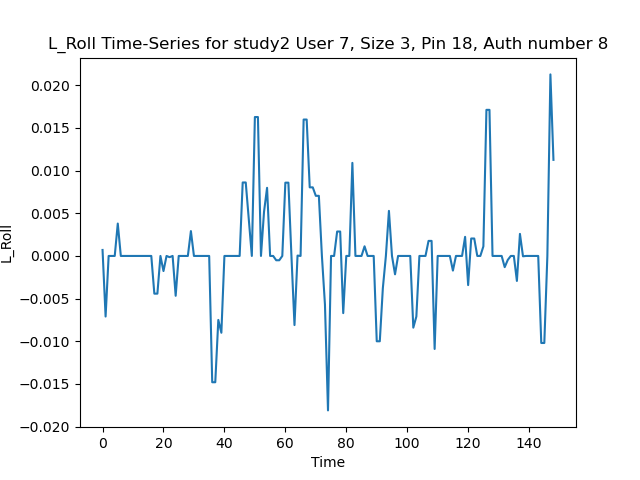 L_Roll Time-Series for study2 User 7, Size 3, Pin 18, Auth number 8
0.020
0.015
0.010
0.005
0.000
−0.005
−0.010
−0.015
−0.020
L_Roll
0 20 40 60 80 100 120 140
Time